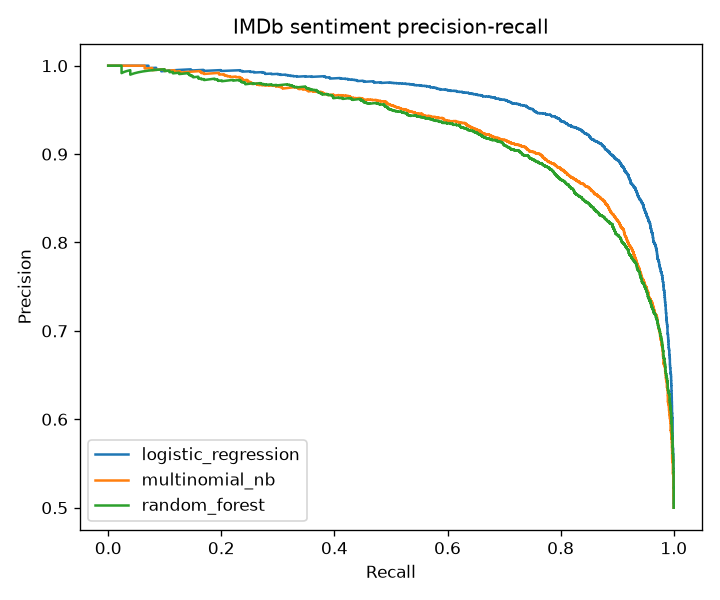 IMDb sentiment precision-recall
Precision
1.0
0.9
0.8
0.7
0.6
0.5
logistic_regression
multinomial_nb
random_forest
0.0 0.2 0.4 0.6 0.8 1.0
Recall